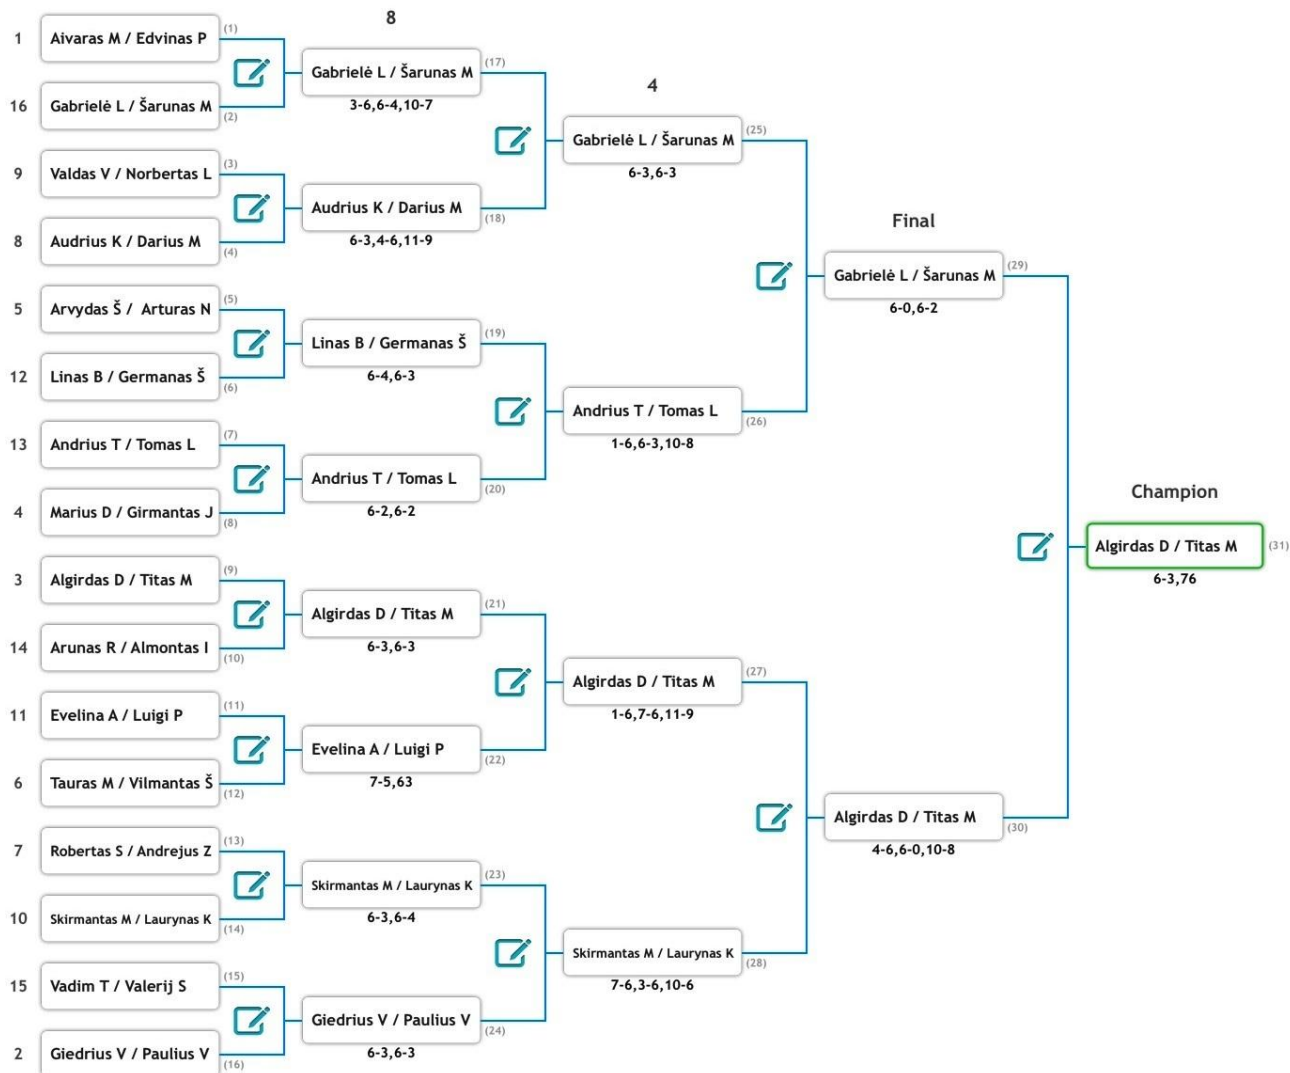 8
1
Aivaras M / Edvinas P
(1)
Gabrielė L / Šarunas M
(17)
3-6,6-4,10-7
16
Gabrielė L / Šarunas M
(2)
4
Gabrielė L / Šarunas M
(25)
6-3,6-3
9
Valdas V / Norbertas L
(3)
Audrius K / Darius M
(18)
6-3,4-6,11-9
8
Audrius K / Darius M
(4)
Final
Gabrielė L / Šarunas M
(29)
6-0,6-2
5
Arvydas Š / Arturas N
(5)
Linas B / Germanas Š
(19)
6-4,6-3
12
Linas B / Germanas Š
(6)
Andrius T / Tomas L
(26)
1-6,6-3,10-8
13
Andrius T / Tomas L
(7)
Andrius T / Tomas L
(20)
6-2,6-2
4
Marius D / Girmantas J
(8)
Champion
Algirdas D / Titas M
(31)
6-3,76
3
Algirdas D / Titas M
(9)
Algirdas D / Titas M
(21)
6-3,6-3
14
Arunas R / Almontas I
(10)
Algirdas D / Titas M
(27)
1-6,7-6,11-9
11
Evelina A / Luigi P
(11)
Evelina A / Luigi P
(22)
7-5,63
6
Tauras M / Vilmantas Š
(12)
Algirdas D / Titas M
(30)
4-6,6-0,10-8
7
Robertas S / Andrejus Z
(13)
Skirmantas M / Laurynas K
(23)
6-3,6-4
10
Skirmantas M / Laurynas K
(14)
Skirmantas M / Laurynas K
(28)
7-6,3-6,10-6
15
Vadim T / Valerij S
(15)
Giedrius V / Paulius V
(24)
6-3,6-3
2
Giedrius V / Paulius V
(16)